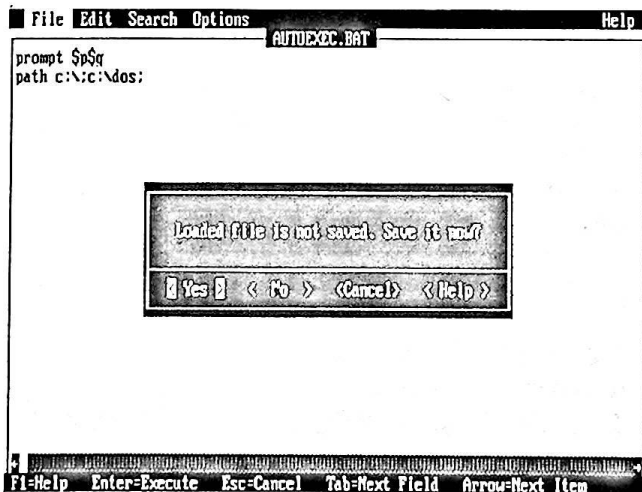 File Edit Search Options Help
AUTOEXEC.BAT
prompt $p$g
path c:\;c:\dos;
Loaded file is not saved. Save it now?
< Yes > < No > <Cancel> < Help >
F1=Help Enter=Execute Esc=Cancel Tab=Next Field Arrow=Next Item